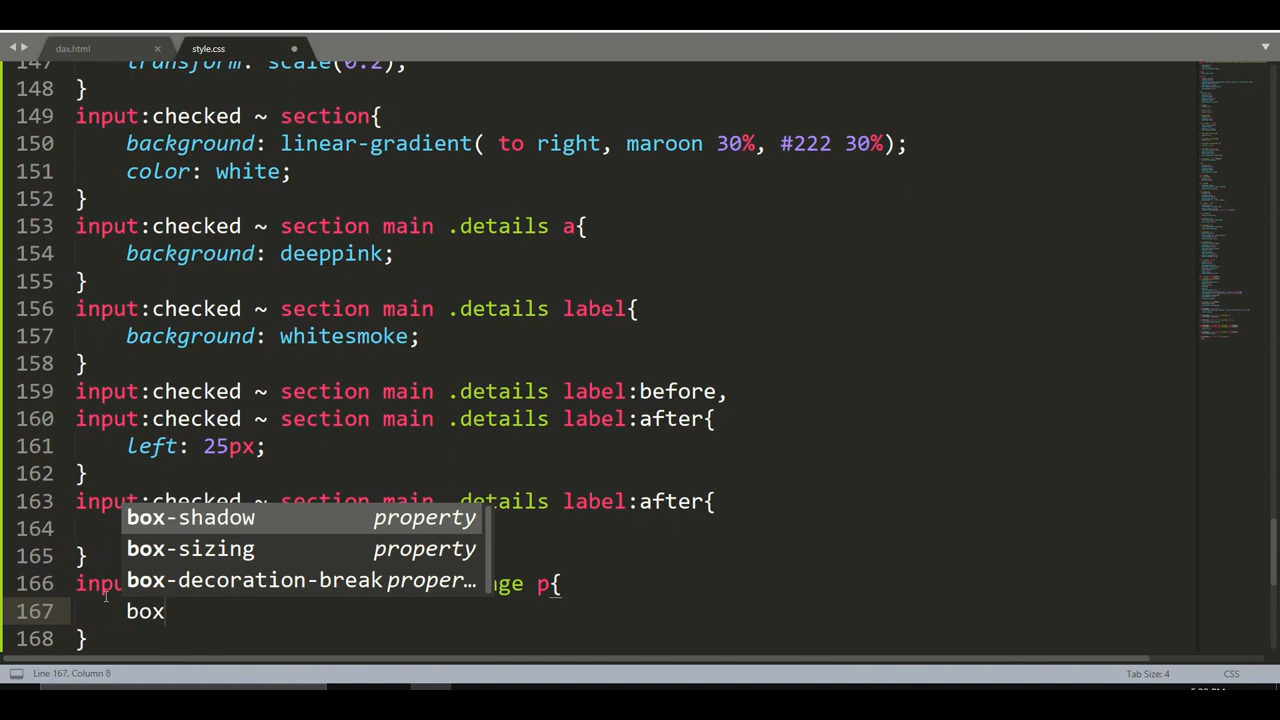 dax.html × style.css
147 transform: scale(0.2);
148 }
149 input:checked ~ section{
150 background: linear-gradient( to right, maroon 30%, #222 30%);
151 color: white;
152 }
153 input:checked ~ section main .details a{
154 background: deeppink;
155 }
156 input:checked ~ section main .details label{
157 background: whitesmoke;
158 }
159 input:checked ~ section main .details label:before,
160 input:checked ~ section main .details label:after{
161 left: 25px;
162 }
163 input:checked ~ section main .details label:after{
box-shadow property
164
box-sizing property
165 }
box-decoration-break proper…
166 inpu nge p{
167 box
168 }
Line 167, Column 8 Tab Size: 4 CSS